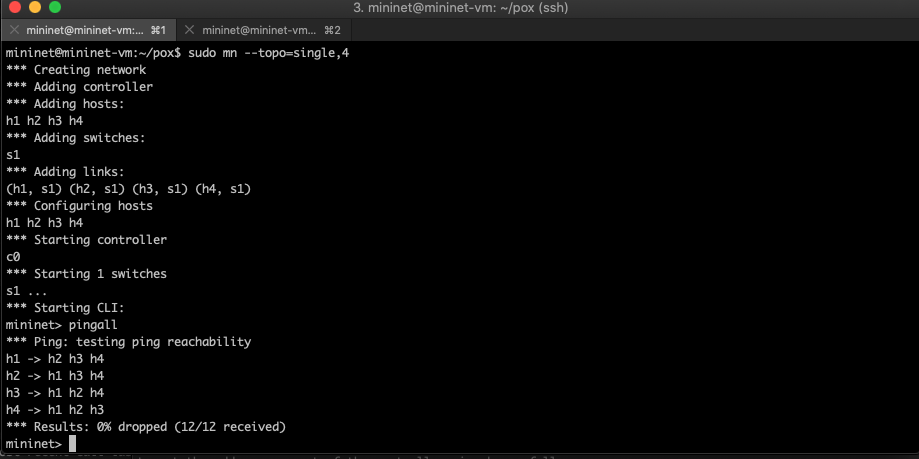 3. mininet@mininet-vm: ~/pox (ssh)
mininet@mininet-vm:... ⌘1
mininet@mininet-vm... ⌘2
mininet@mininet-vm:~/pox$ sudo mn --topo=single,4
*** Creating network
*** Adding controller
*** Adding hosts:
h1 h2 h3 h4
*** Adding switches:
s1
*** Adding links:
(h1, s1) (h2, s1) (h3, s1) (h4, s1)
*** Configuring hosts
h1 h2 h3 h4
*** Starting controller
c0
*** Starting 1 switches
s1 ...
*** Starting CLI:
mininet> pingall
*** Ping: testing ping reachability
h1 -> h2 h3 h4
h2 -> h1 h3 h4
h3 -> h1 h2 h4
h4 -> h1 h2 h3
*** Results: 0% dropped (12/12 received)
mininet>